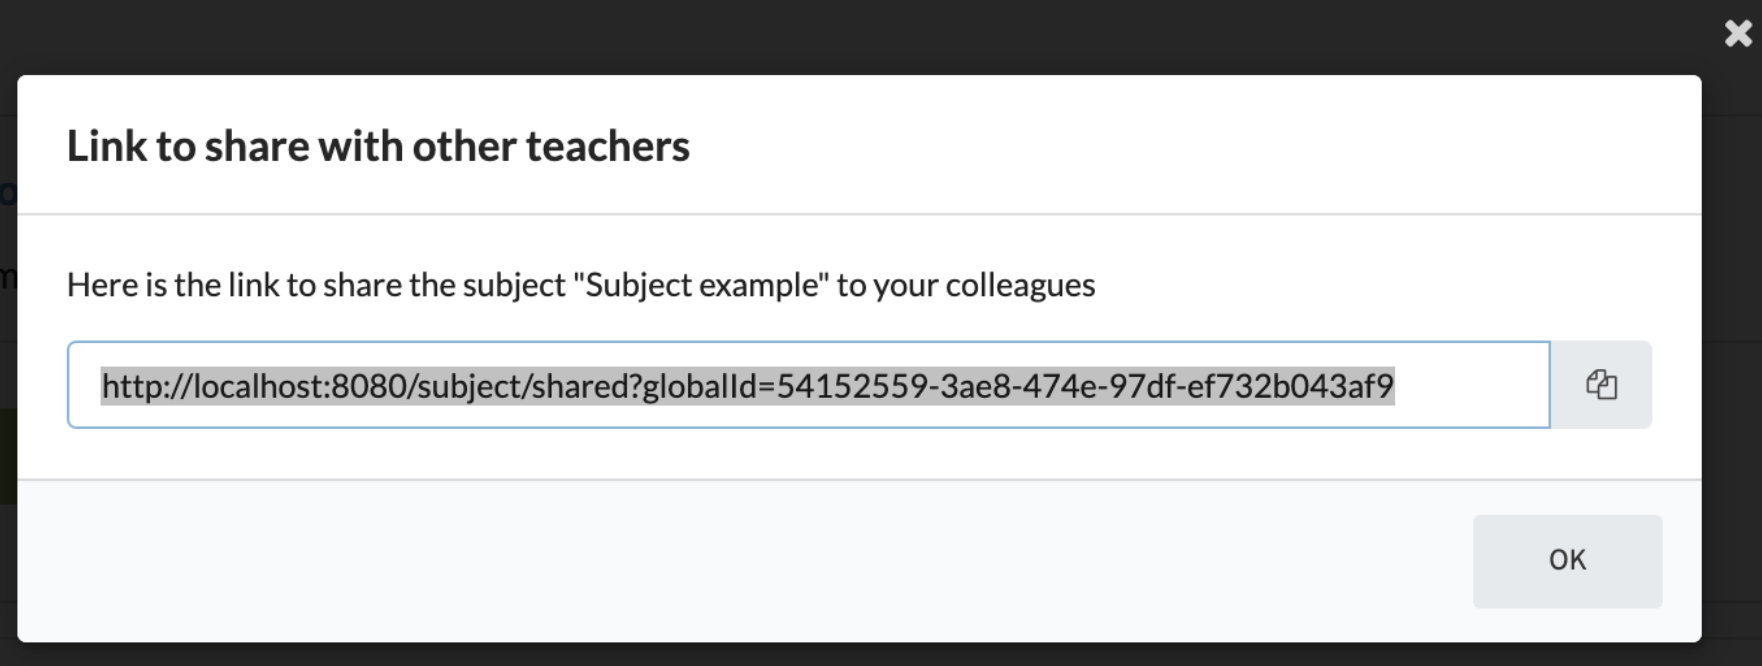 Link to share with other teachers
Here is the link to share the subject "Subject example" to your colleagues
http://localhost:8080/subject/shared?globalId=54152559-3ae8-474e-97df-ef732b043af9
OK